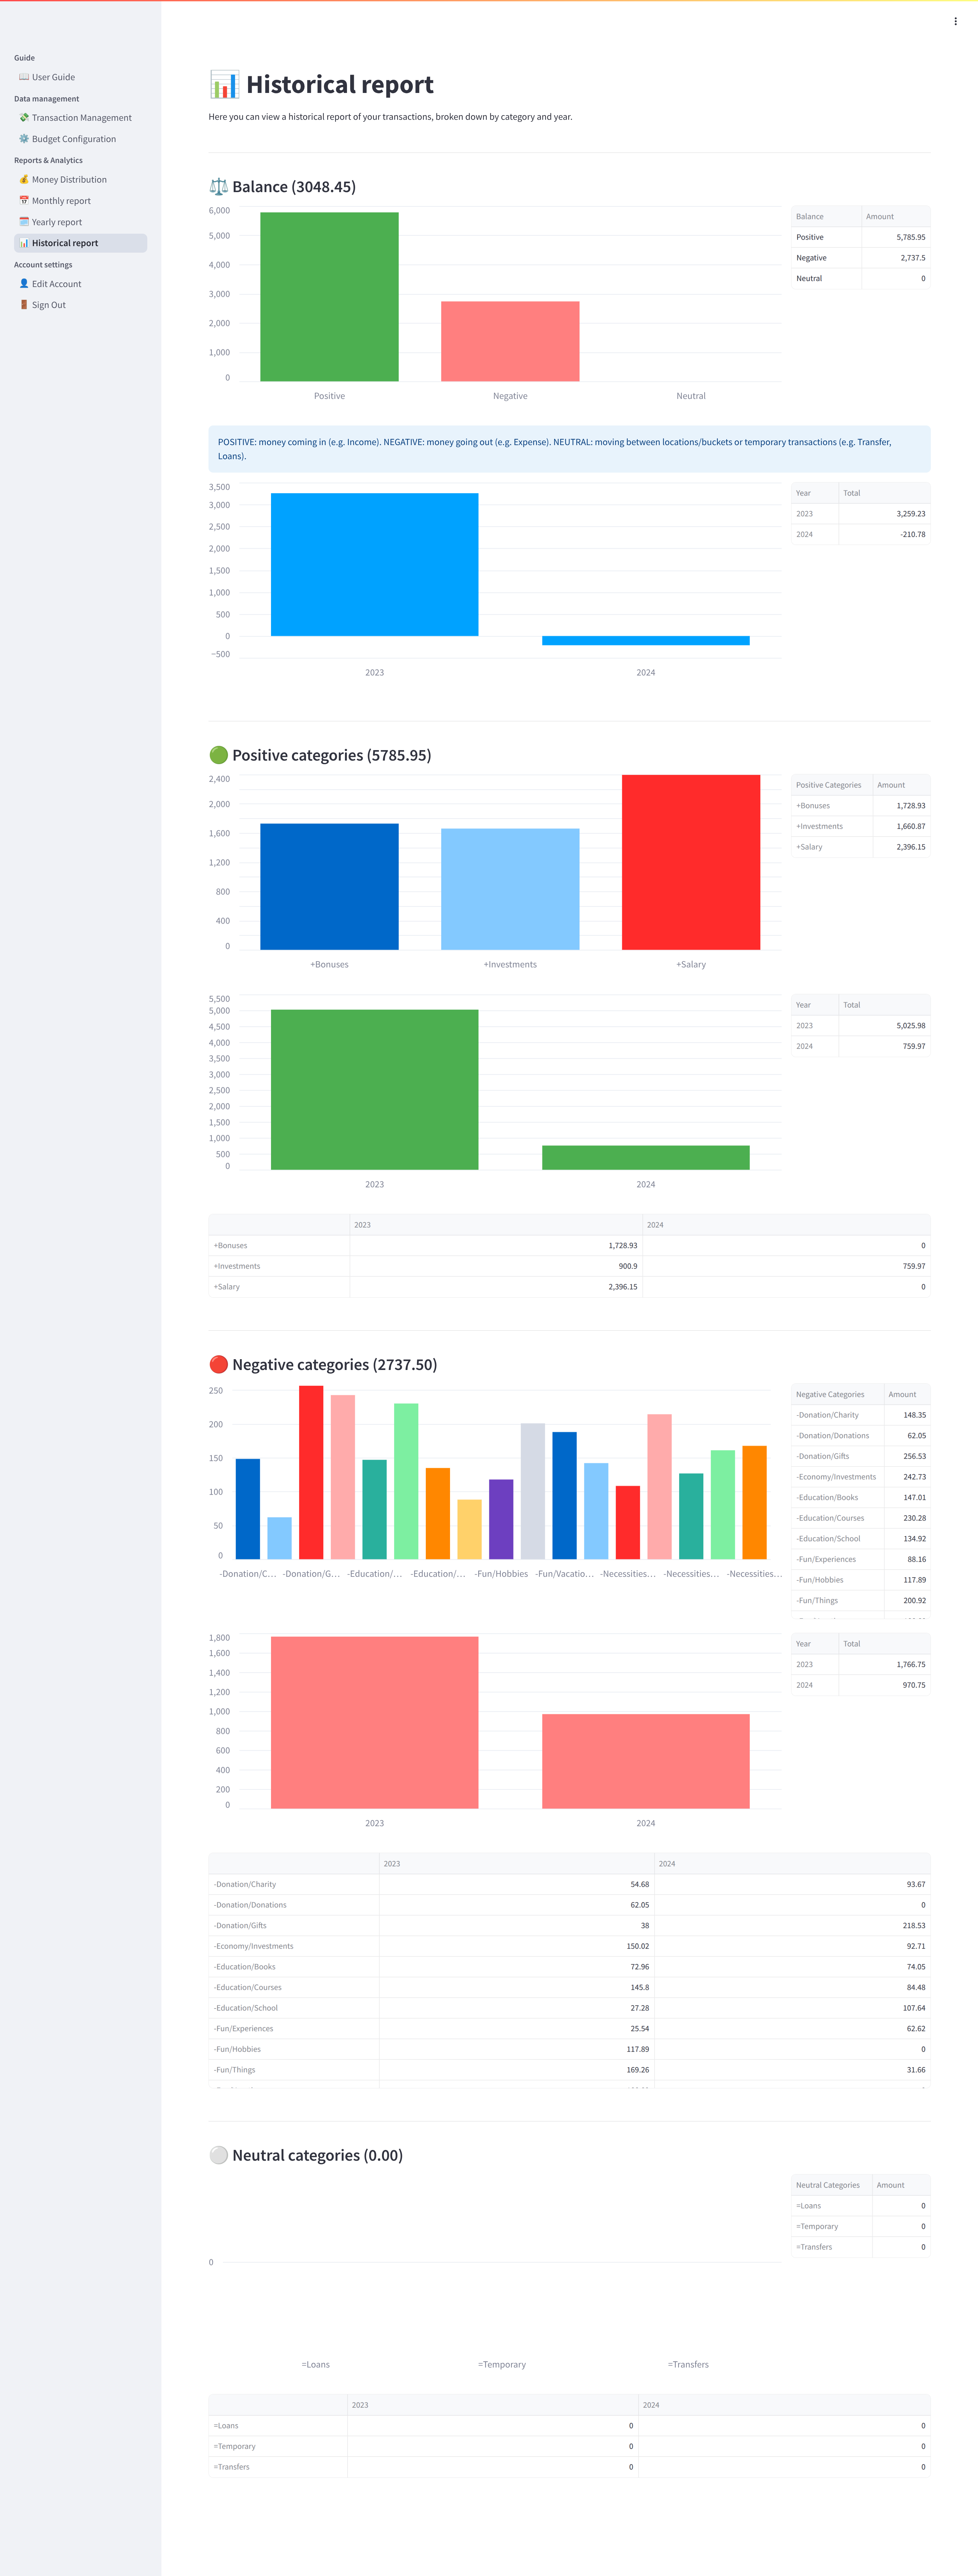 Guide
📖 User Guide
Data management
💸 Transaction Management
⚙️ Budget Configuration
Reports & Analytics
💰 Money Distribution
📅 Monthly report
🗓️ Yearly report
📊 Historical report
Account settings
👤 Edit Account
🚪 Sign Out
📊 Historical report
Here you can view a historical report of your transactions, broken down by category and year.
⚖️ Balance (3048.45)
6,000
5,000
4,000
3,000
2,000
1,000
0
Positive Negative Neutral
Balance Amount
Positive 5,785.95
Negative 2,737.5
Neutral 0
POSITIVE: money coming in (e.g. Income). NEGATIVE: money going out (e.g. Expense). NEUTRAL: moving between locations/buckets or temporary transactions (e.g. Transfer,
Loans).
3,500
3,000
2,500
2,000
1,500
1,000
500
0
−500
2023 2024
Year Total
2023 3,259.23
2024 -210.78
🟢 Positive categories (5785.95)
2,400
2,000
1,600
1,200
800
400
0
+Bonuses +Investments +Salary
Positive Categories Amount
+Bonuses 1,728.93
+Investments 1,660.87
+Salary 2,396.15
5,500
5,000
4,500
4,000
3,500
3,000
2,500
2,000
1,500
1,000
500
0
2023 2024
Year Total
2023 5,025.98
2024 759.97
2023 2024
+Bonuses 1,728.93 0
+Investments 900.9 759.97
+Salary 2,396.15 0
🔴 Negative categories (2737.50)
250
200
150
100
50
0
-Donation/C… -Donation/G… -Education/… -Education/… -Fun/Hobbies -Fun/Vacatio… -Necessities… -Necessities… -Necessities…
Negative Categories Amount
-Donation/Charity 148.35
-Donation/Donations 62.05
-Donation/Gifts 256.53
-Economy/Investments 242.73
-Education/Books 147.01
-Education/Courses 230.28
-Education/School 134.92
-Fun/Experiences 88.16
-Fun/Hobbies 117.89
-Fun/Things 200.92
1,800
1,600
1,400
1,200
1,000
800
600
400
200
0
2023 2024
Year Total
2023 1,766.75
2024 970.75
2023 2024
-Donation/Charity 54.68 93.67
-Donation/Donations 62.05 0
-Donation/Gifts 38 218.53
-Economy/Investments 150.02 92.71
-Education/Books 72.96 74.05
-Education/Courses 145.8 84.48
-Education/School 27.28 107.64
-Fun/Experiences 25.54 62.62
-Fun/Hobbies 117.89 0
-Fun/Things 169.26 31.66
⚪ Neutral categories (0.00)
0
=Loans =Temporary =Transfers
Neutral Categories Amount
=Loans 0
=Temporary 0
=Transfers 0
2023 2024
=Loans 0 0
=Temporary 0 0
=Transfers 0 0